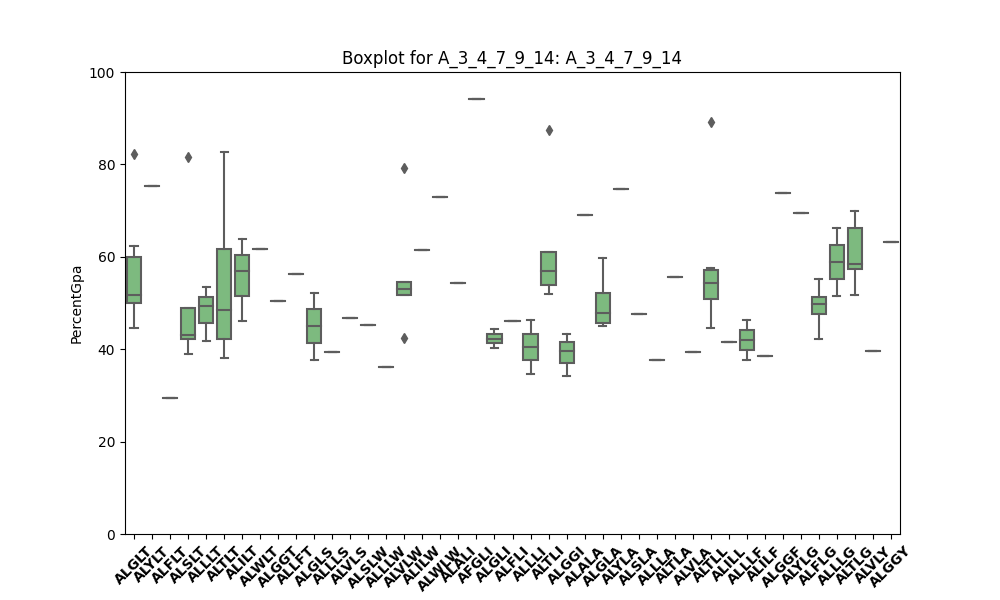 Boxplot for A_3_4_7_9_14: A_3_4_7_9_14
PercentGpa
100
80
60
40
20
0
ALGLT ALYLT ALFLT ALSLT ALLLT ALTLT ALILT ALWLT ALGGT ALLFT ALGLS ALLLS ALVLS ALSLW ALLLW ALVLW ALILW ALWLW ALALI AFGLI ALGLI ALFLI ALLLI ALTLI ALGGI ALALA ALGLA ALYLA ALSLA ALLLA ALTLA ALVLA ALTLL ALILL ALLLF ALILF ALGGF ALYLG ALFLG ALLLG ALTLG ALVLY ALGGY